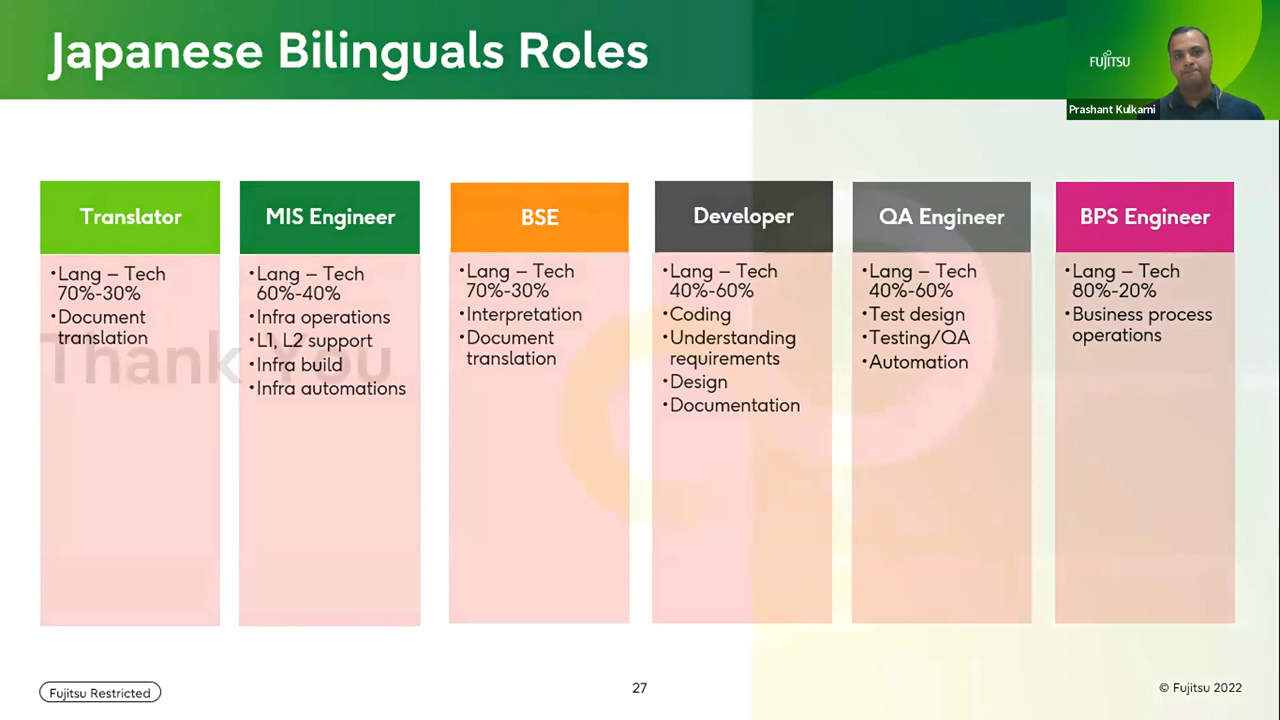 Japanese Bilinguals Roles
FUJITSU
Prashant Kulkarni
Translator
•Lang – Tech
70%-30%
•Document
translation
MIS Engineer
•Lang – Tech
60%-40%
•Infra operations
•L1, L2 support
•Infra build
•Infra automations
BSE
•Lang – Tech
70%-30%
•Interpretation
•Document
translation
Developer
•Lang – Tech
40%-60%
•Coding
•Understanding
requirements
•Design
•Documentation
QA Engineer
•Lang – Tech
40%-60%
•Test design
•Testing/QA
•Automation
BPS Engineer
•Lang – Tech
80%-20%
•Business process
operations
Thank You
Fujitsu Restricted
27
© Fujitsu 2022